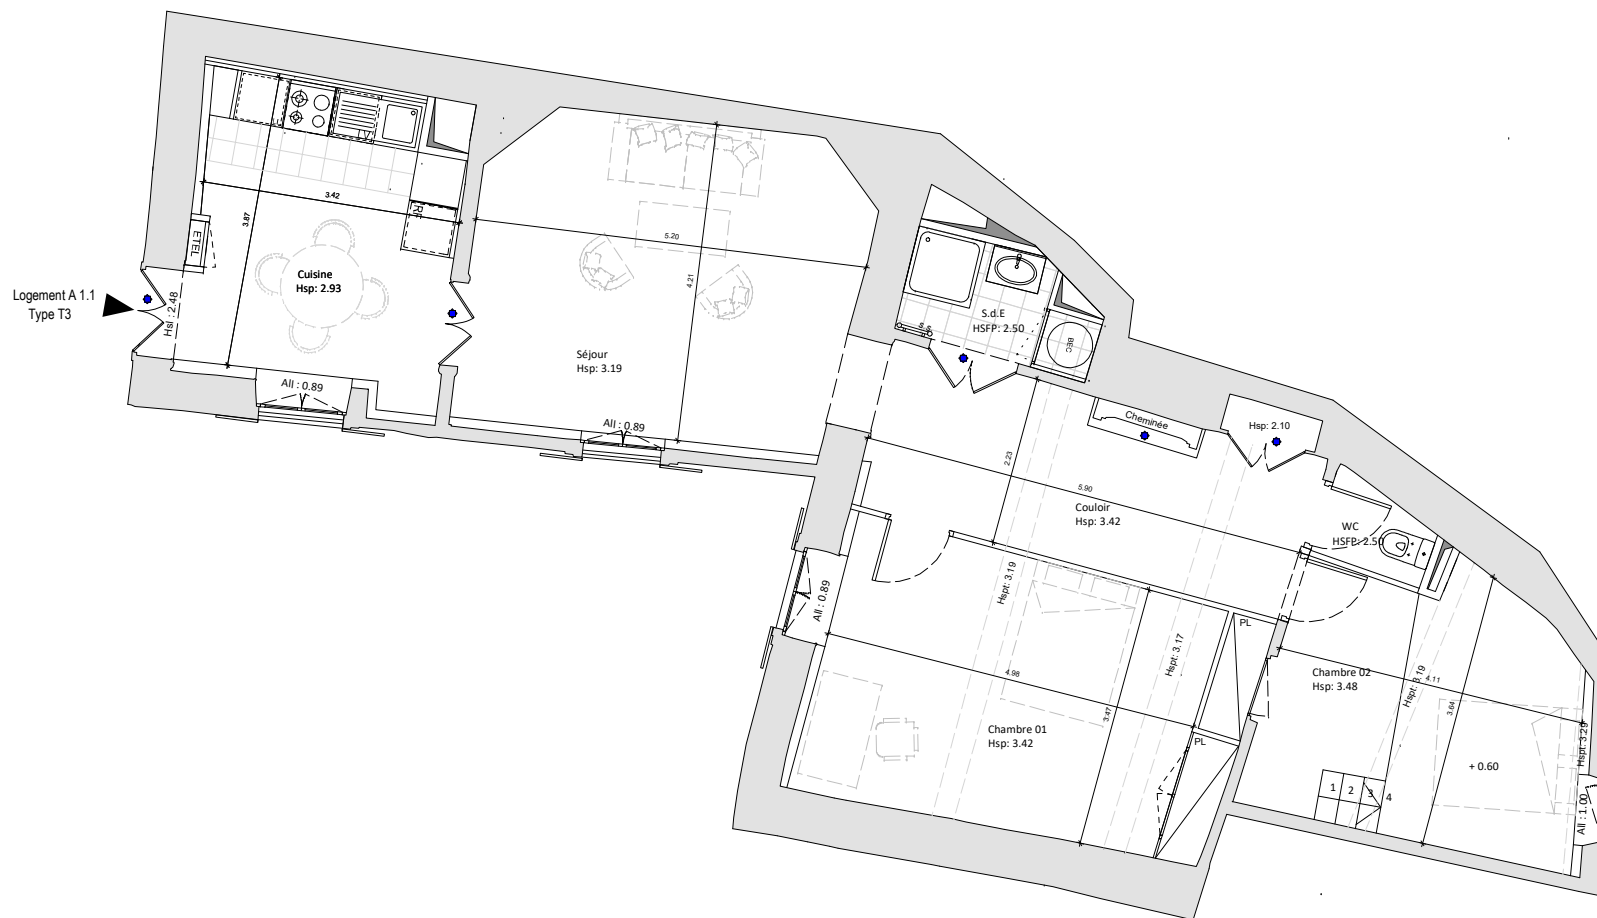 Logement A 1.1
Type T3
ETEL
Hsl : 2.48
3.42
3.87
RF
LV
Cuisine
Hsp: 2.93
All : 0.89
5.20
4.21
Séjour
Hsp: 3.19
All : 0.89
S.d.E
HSFP: 2.50
S.S
BEC
Cheminée
Hsp: 2.10
2.23
5.90
Couloir
Hsp: 3.42
WC
HSFP: 2.50
All : 0.89
Hspt: 3.19
Hspt: 3.17
PL
4.98
3.47
Chambre 01
Hsp: 3.42
PL
Chambre 02
Hsp: 3.48
Hspt: 3.19
4.11
3.64
+ 0.60
Hspt: 3.29
All : 1.00
1 2 3 4